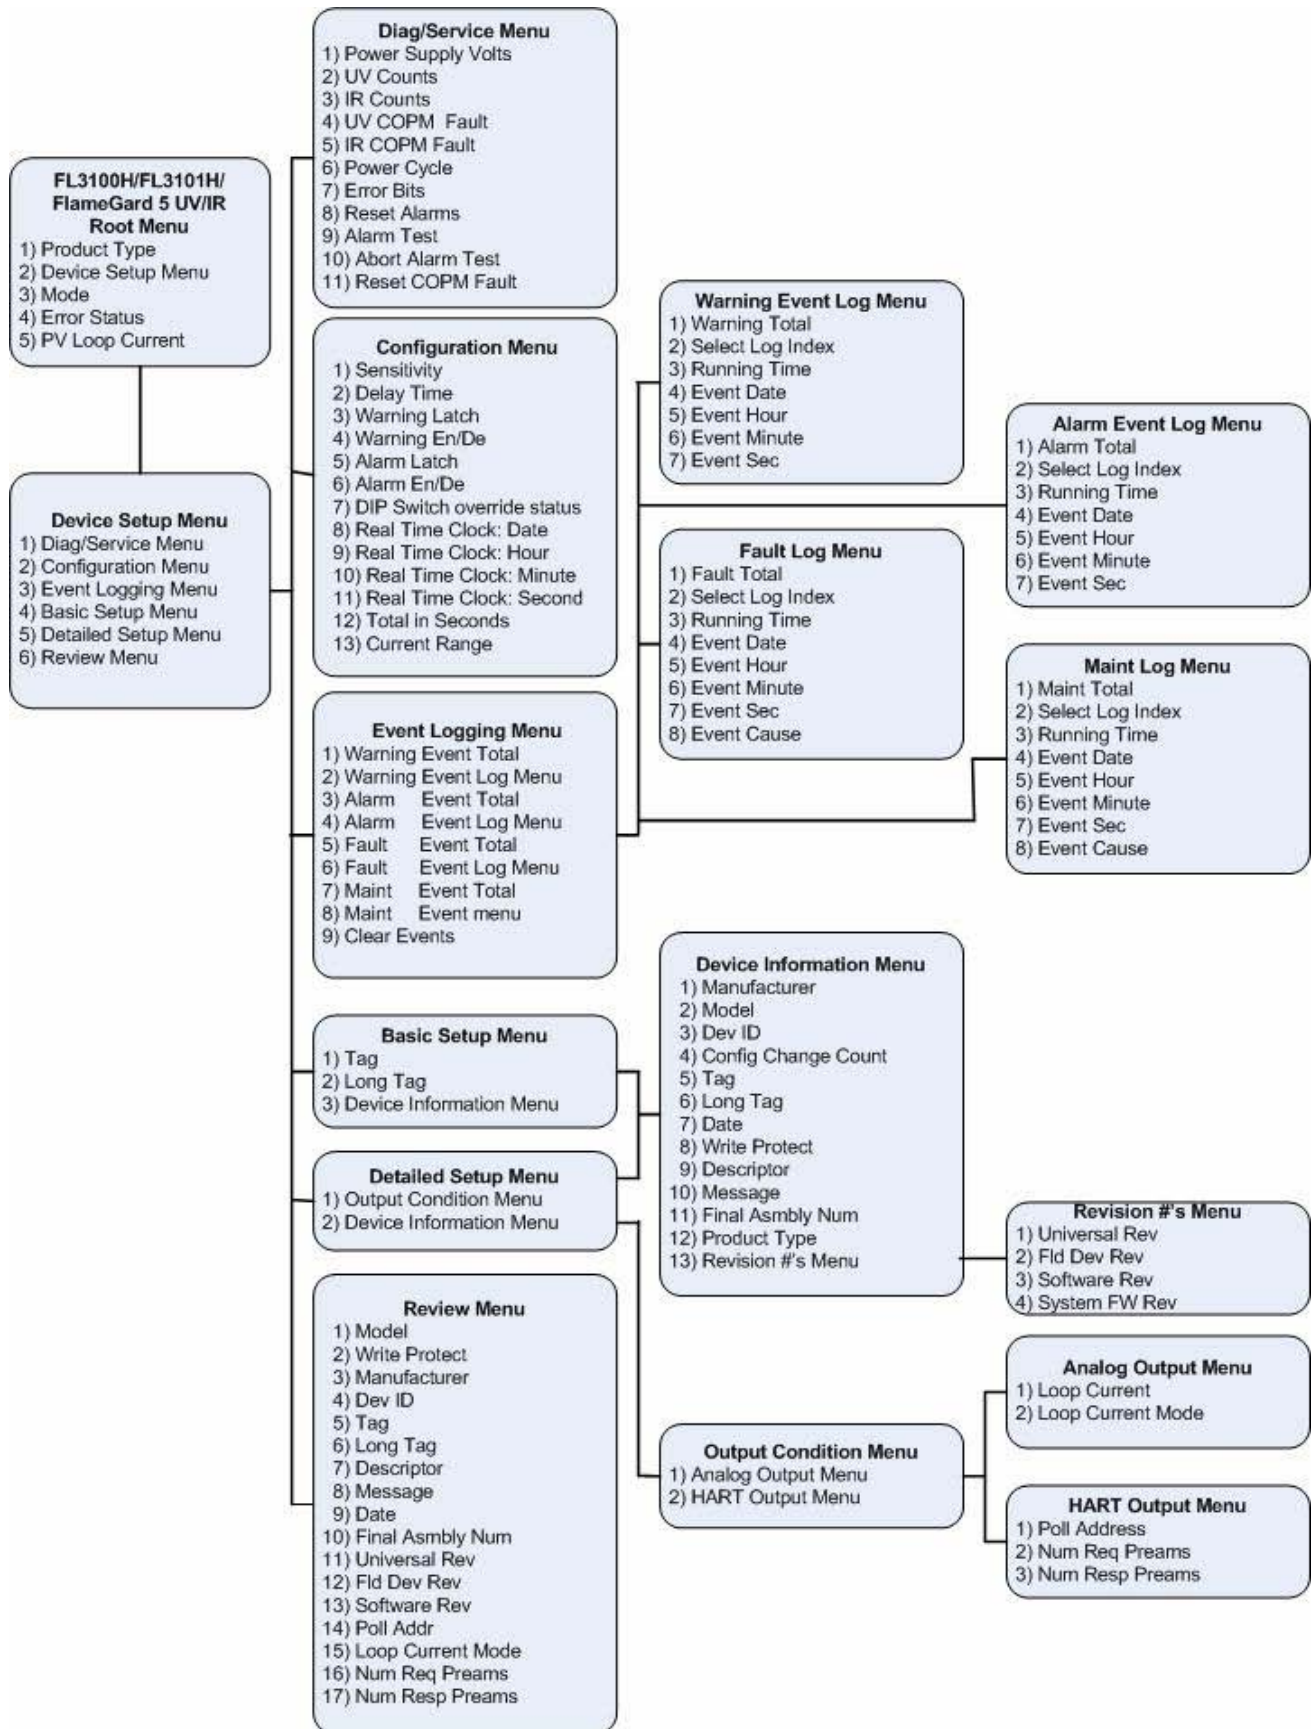 FL3100H/FL3101H/
FlameGard 5 UV/IR
Root Menu
1) Product Type
2) Device Setup Menu
3) Mode
4) Error Status
5) PV Loop Current
Device Setup Menu
1) Diag/Service Menu
2) Configuration Menu
3) Event Logging Menu
4) Basic Setup Menu
5) Detailed Setup Menu
6) Review Menu
Diag/Service Menu
1) Power Supply Volts
2) UV Counts
3) IR Counts
4) UV COPM Fault
5) IR COPM Fault
6) Power Cycle
7) Error Bits
8) Reset Alarms
9) Alarm Test
10) Abort Alarm Test
11) Reset COPM Fault
Configuration Menu
1) Sensitivity
2) Delay Time
3) Warning Latch
4) Warning En/De
5) Alarm Latch
6) Alarm En/De
7) DIP Switch override status
8) Real Time Clock: Date
9) Real Time Clock: Hour
10) Real Time Clock: Minute
11) Real Time Clock: Second
12) Total in Seconds
13) Current Range
Event Logging Menu
1) Warning Event Total
2) Warning Event Log Menu
3) Alarm Event Total
4) Alarm Event Log Menu
5) Fault Event Total
6) Fault Event Log Menu
7) Maint Event Total
8) Maint Event menu
9) Clear Events
Basic Setup Menu
1) Tag
2) Long Tag
3) Device Information Menu
Detailed Setup Menu
1) Output Condition Menu
2) Device Information Menu
Review Menu
1) Model
2) Write Protect
3) Manufacturer
4) Dev ID
5) Tag
6) Long Tag
7) Descriptor
8) Message
9) Date
10) Final Asmbly Num
11) Universal Rev
12) Fld Dev Rev
13) Software Rev
14) Poll Addr
15) Loop Current Mode
16) Num Req Preams
17) Num Resp Preams
Warning Event Log Menu
1) Warning Total
2) Select Log Index
3) Running Time
4) Event Date
5) Event Hour
6) Event Minute
7) Event Sec
Fault Log Menu
1) Fault Total
2) Select Log Index
3) Running Time
4) Event Date
5) Event Hour
6) Event Minute
7) Event Sec
8) Event Cause
Device Information Menu
1) Manufacturer
2) Model
3) Dev ID
4) Config Change Count
5) Tag
6) Long Tag
7) Date
8) Write Protect
9) Descriptor
10) Message
11) Final Asmbly Num
12) Product Type
13) Revision #'s Menu
Output Condition Menu
1) Analog Output Menu
2) HART Output Menu
Alarm Event Log Menu
1) Alarm Total
2) Select Log Index
3) Running Time
4) Event Date
5) Event Hour
6) Event Minute
7) Event Sec
Maint Log Menu
1) Maint Total
2) Select Log Index
3) Running Time
4) Event Date
5) Event Hour
6) Event Minute
7) Event Sec
8) Event Cause
Revision #'s Menu
1) Universal Rev
2) Fld Dev Rev
3) Software Rev
4) System FW Rev
Analog Output Menu
1) Loop Current
2) Loop Current Mode
HART Output Menu
1) Poll Address
2) Num Req Preams
3) Num Resp Preams